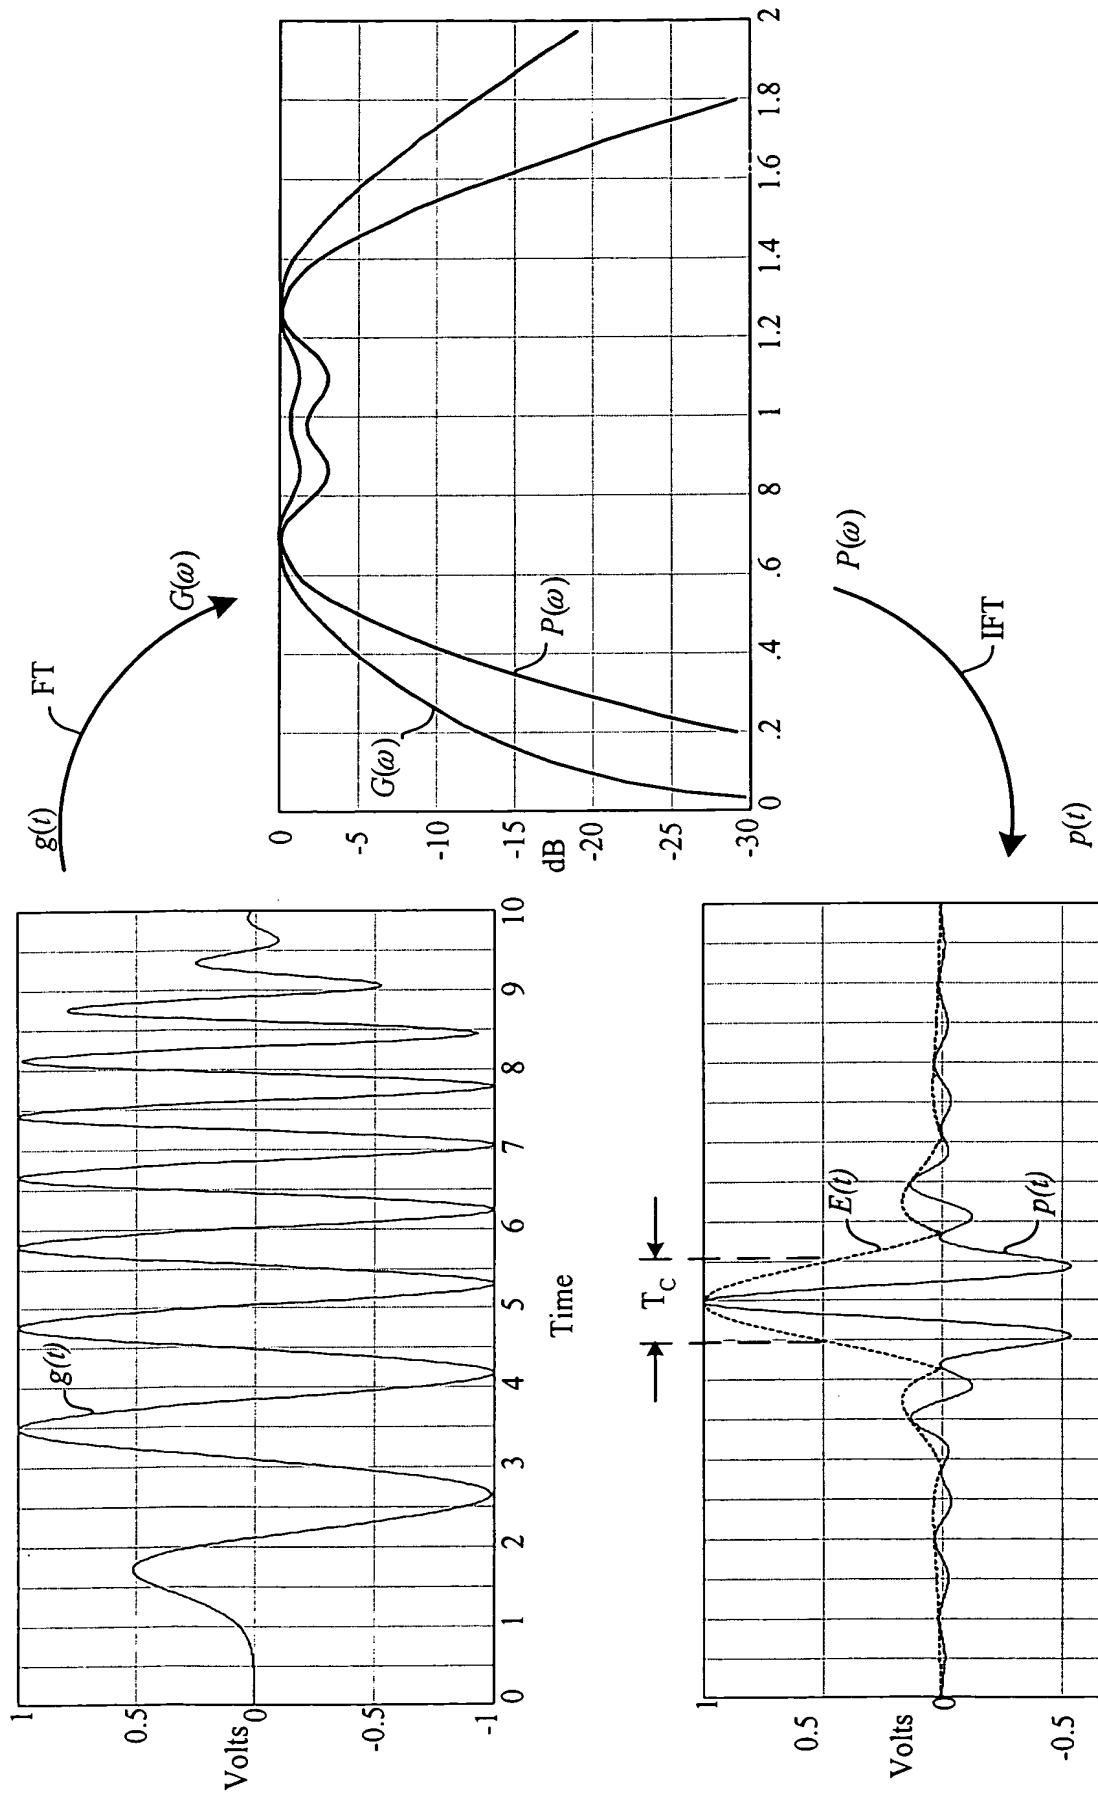 g(t)
FT
G(ω)
1
0.5
Volts 0
-0.5
-1
g(t)
0 1 2 3 4 5 6 7 8 9 10
Time
0
-5
-10
-15
dB
-20
-25
-30
G(ω)
P(ω)
0 .2 .4 .6 .8 1 1.2 1.4 1.6 1.8 2
P(ω)
IFT
p(t)
T_C
E(t)
p(t)
0.5
Volts 0
-0.5